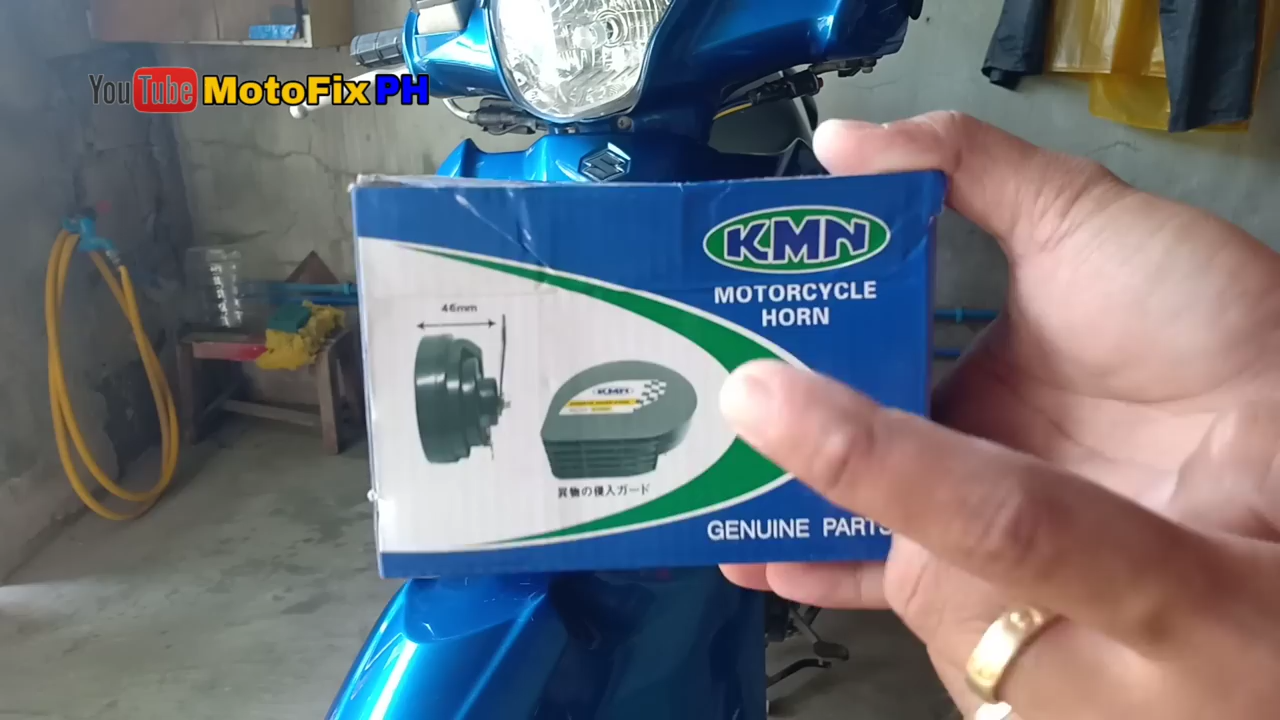 YouTube MotoFix PH
KMN
MOTORCYCLE
HORN
46mm
KMN
異物の侵入ガード
GENUINE PARTS